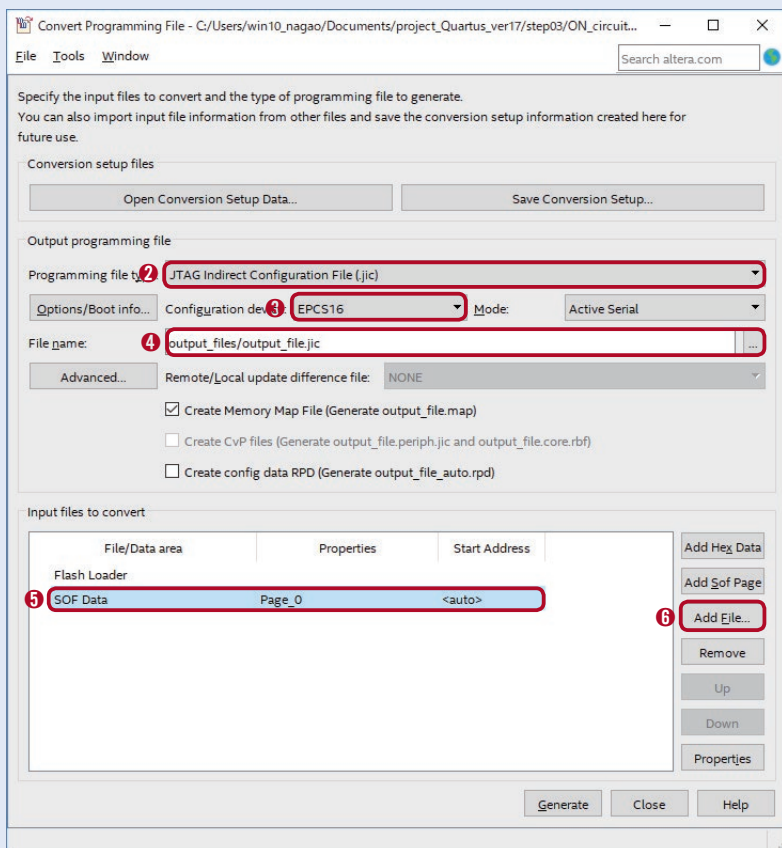 Convert Programming File - C:/Users/win10_nagao/Documents/project_Quartus_ver17/step03/ON_circuit...
File Tools Window
Search altera.com
Specify the input files to convert and the type of programming file to generate.
You can also import input file information from other files and save the conversion setup information created here for
future use.
Conversion setup files
Open Conversion Setup Data...
Save Conversion Setup...
Output programming file
Programming file ty
❷
JTAG Indirect Configuration File (.jic)
Options/Boot info...
Configuration dev
❸
EPCS16
Mode:
Active Serial
File name:
❹
output_files/output_file.jic
...
Advanced...
Remote/Local update difference file:
NONE
Create Memory Map File (Generate output_file.map)
Create CvP files (Generate output_file.periph.jic and output_file.core.rbf)
Create config data RPD (Generate output_file_auto.rpd)
Input files to convert
File/Data area Properties Start Address
Flash Loader
❺ SOF Data Page_0 <auto>
Add Hex Data
Add Sof Page
❻ Add File...
Remove
Up
Down
Properties
Generate
Close
Help